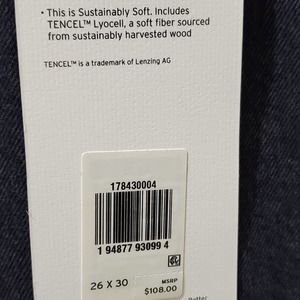 • This is Sustainably Soft. Includes
TENCEL™ Lyocell, a soft fiber sourced
from sustainably harvested wood
TENCEL™ is a trademark of Lenzing AG
178430004
1 94877 93099 4
26 X 30
MSRP
$108.00